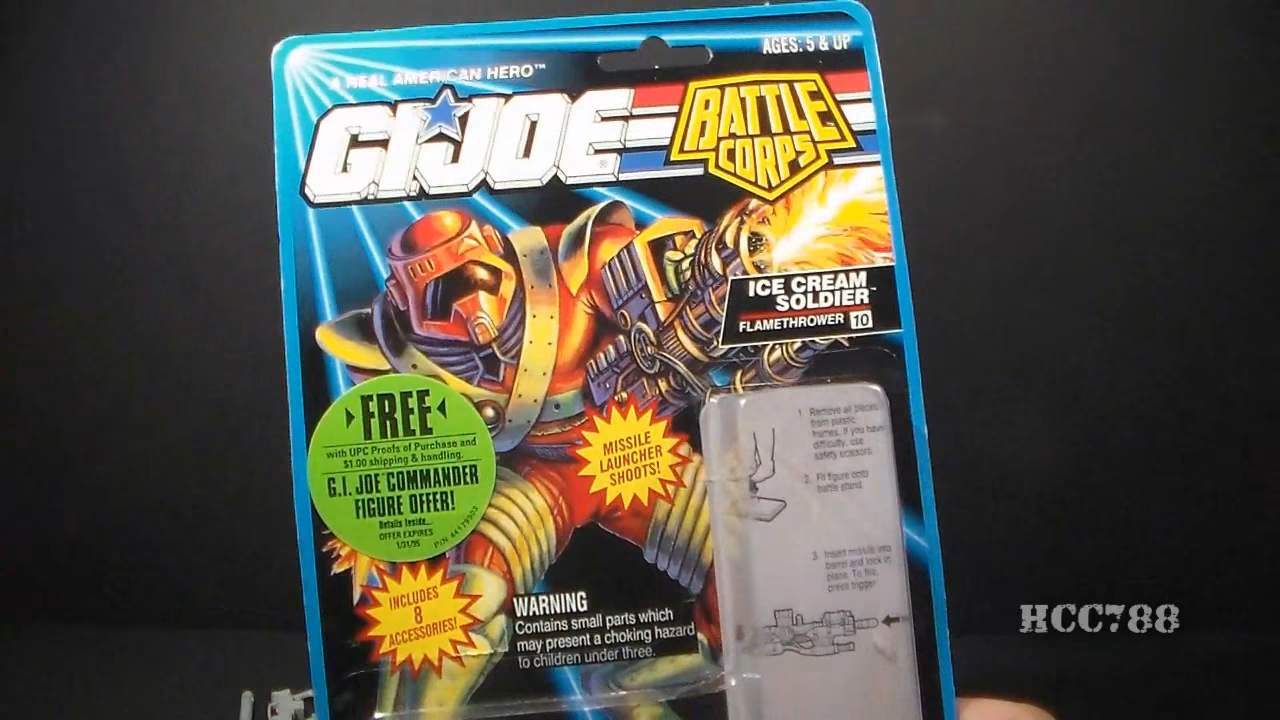 AGES: 5 & UP
A REAL AMERICAN HERO™
G.I. JOE®
BATTLE
CORPS
ICE CREAM
SOLDIER™
FLAMETHROWER 10
FREE
with UPC Proofs of Purchase and
$1.00 shipping & handling.
G.I. JOE COMMANDER
FIGURE OFFER!
Details Inside...
OFFER EXPIRES
1/31/95
MISSILE
LAUNCHER
SHOOTS!
1. Remove all pieces
from plastic
frames. If you have
difficulty, use
safety scissors.
2. Fit figure onto
battle stand.
3. Insert missile into
barrel and lock in
place. To fire,
press trigger.
INCLUDES
8
ACCESSORIES!
WARNING
Contains small parts which
may present a choking hazard
to children under three.
HCC788